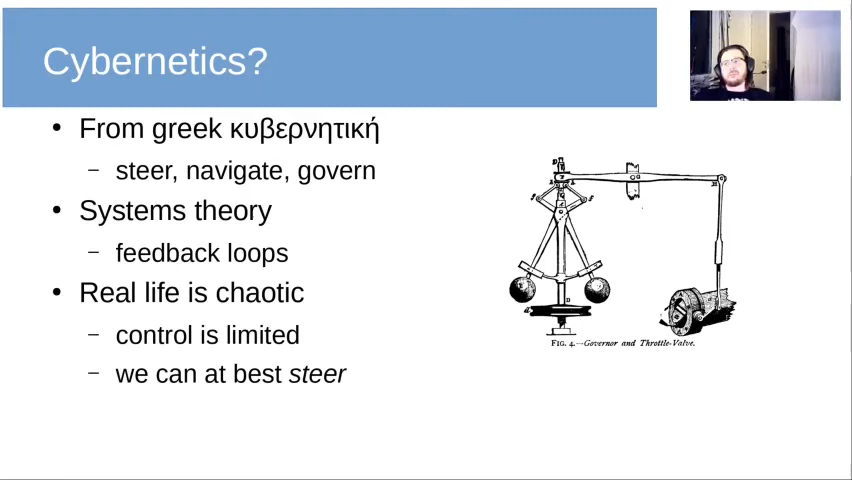 Cybernetics?
From greek κυβερνητική
steer, navigate, govern
Systems theory
feedback loops
Real life is chaotic
control is limited
we can at best steer
FIG. 4.—Governor and Throttle-Valve.